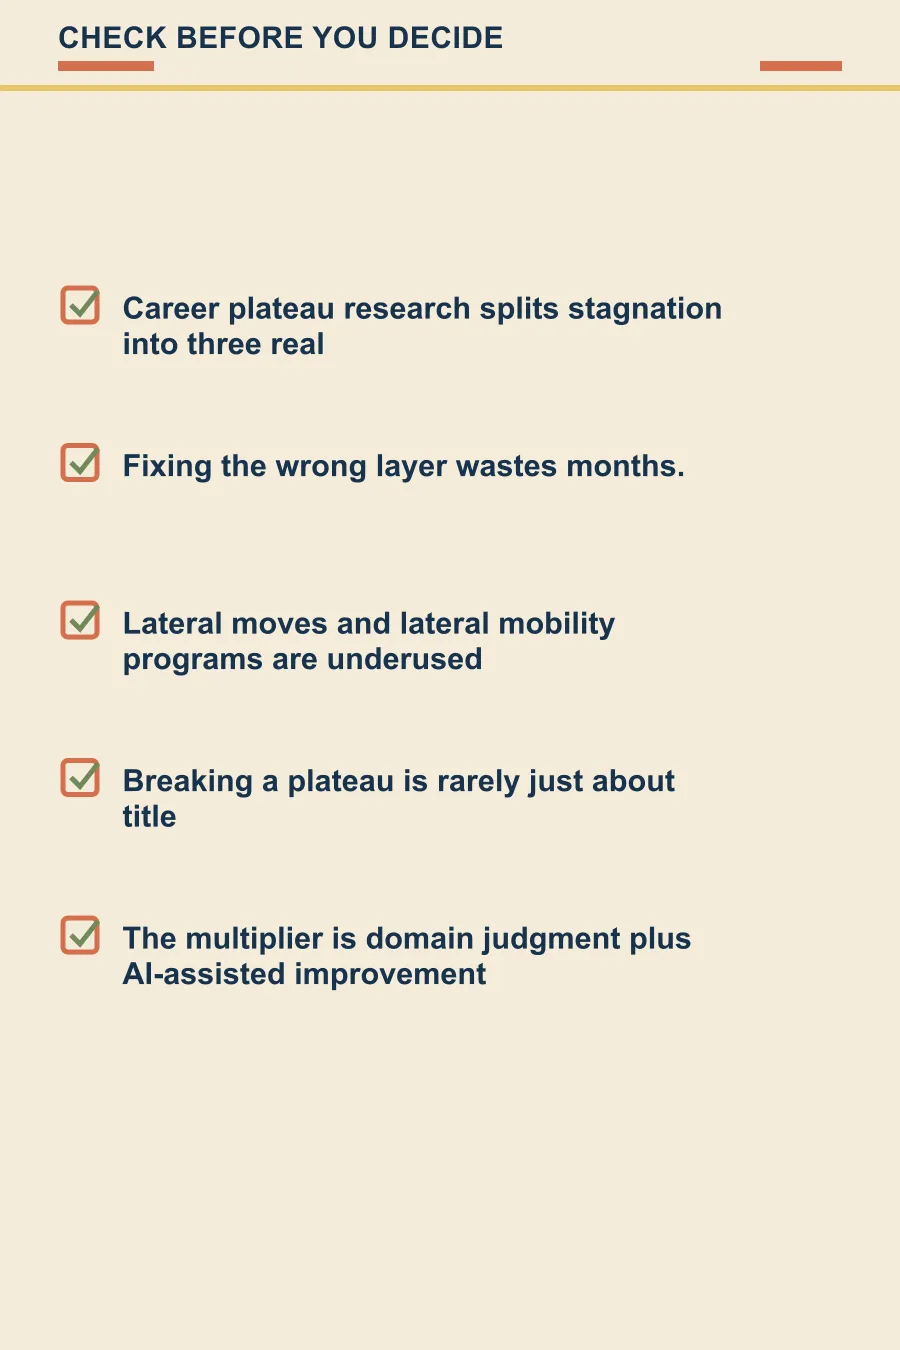 CHECK BEFORE YOU DECIDE
Career plateau research splits stagnation
into three real
Fixing the wrong layer wastes months.
Lateral moves and lateral mobility
programs are underused
Breaking a plateau is rarely just about
title
The multiplier is domain judgment plus
AI-assisted improvement